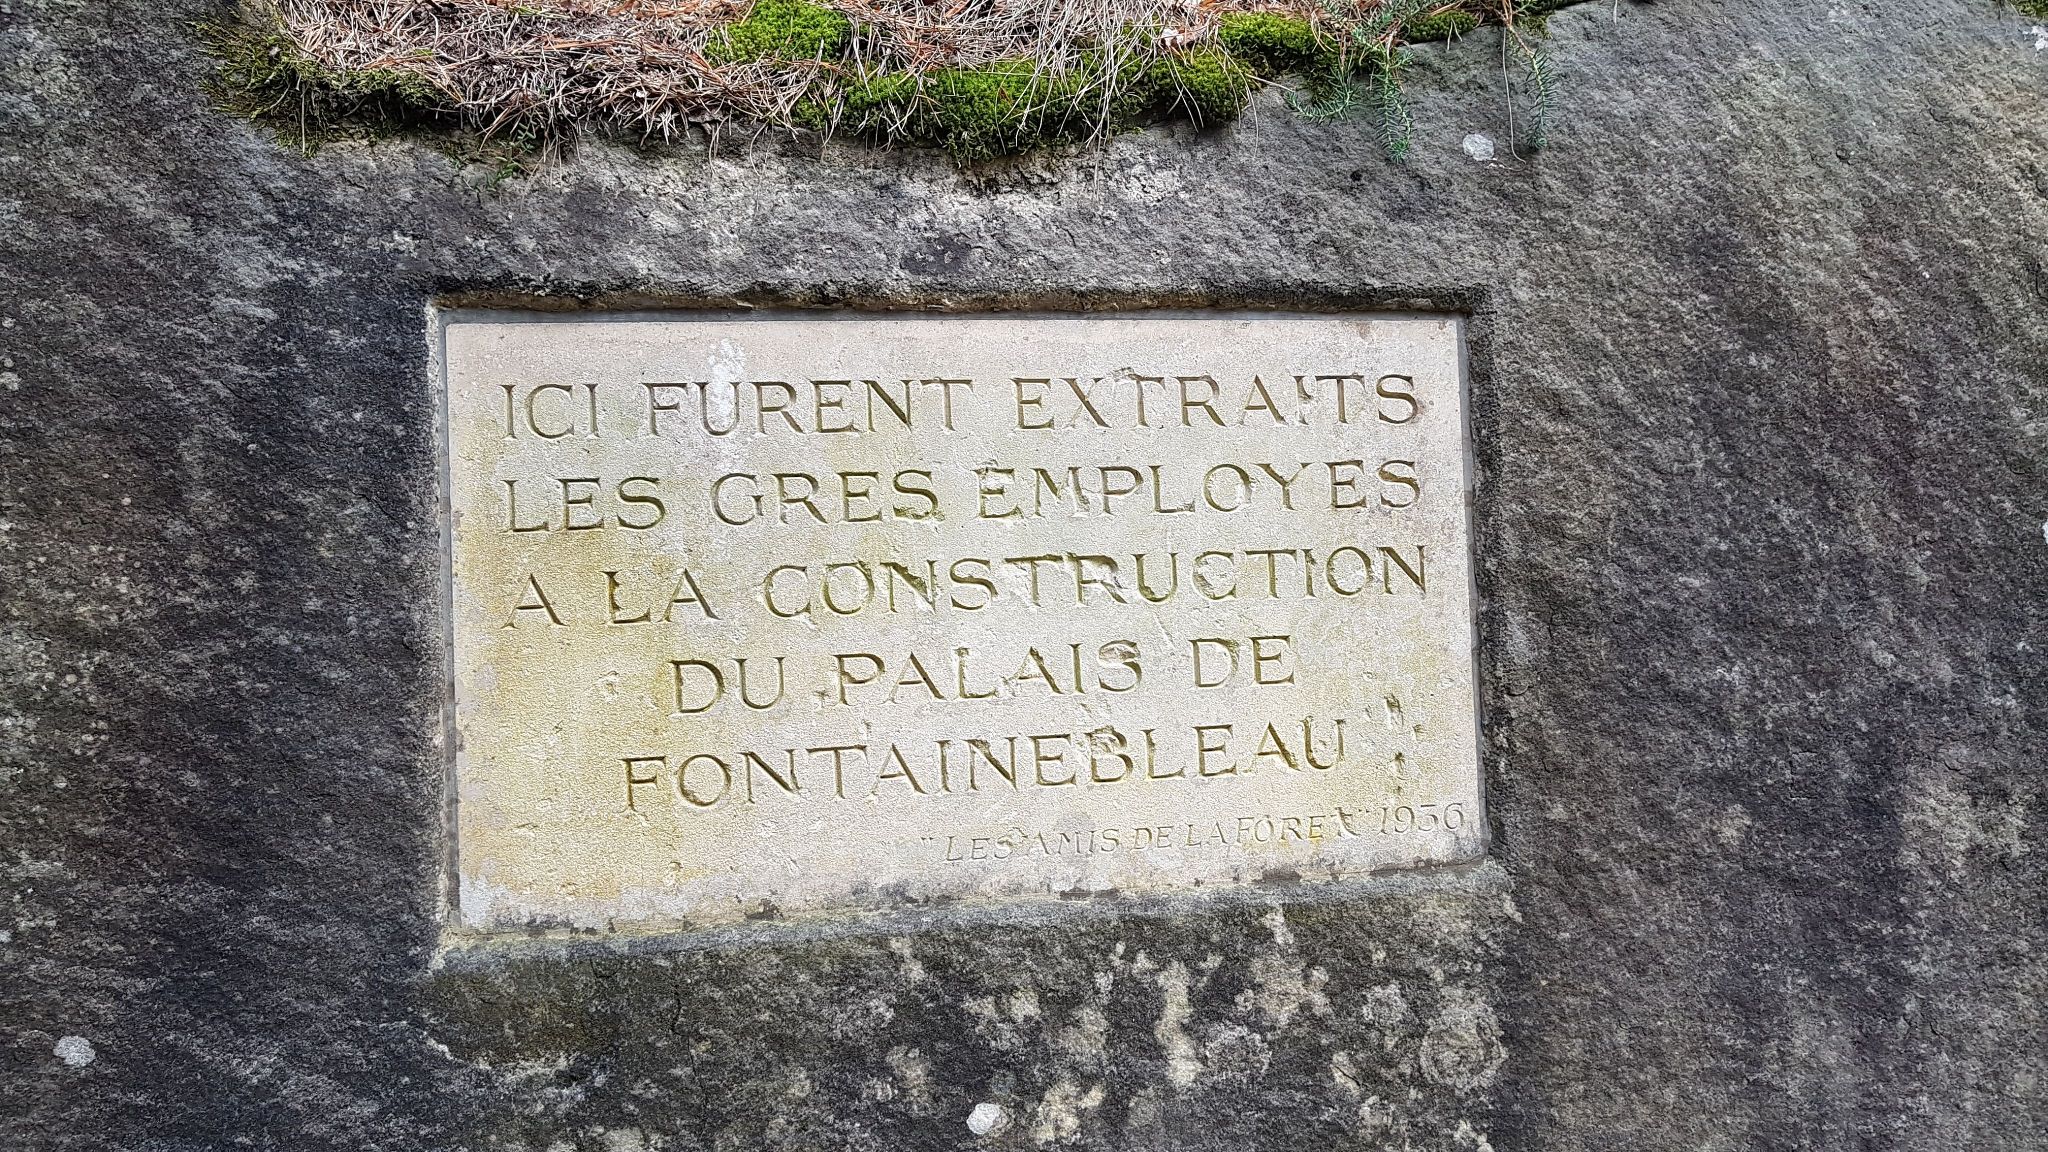 ICI FURENT EXTRAITS
LES GRES EMPLOYES
A LA CONSTRUCTION
DU PALAIS DE
FONTAINEBLEAU
"LES AMIS DE LA FORET" 1936